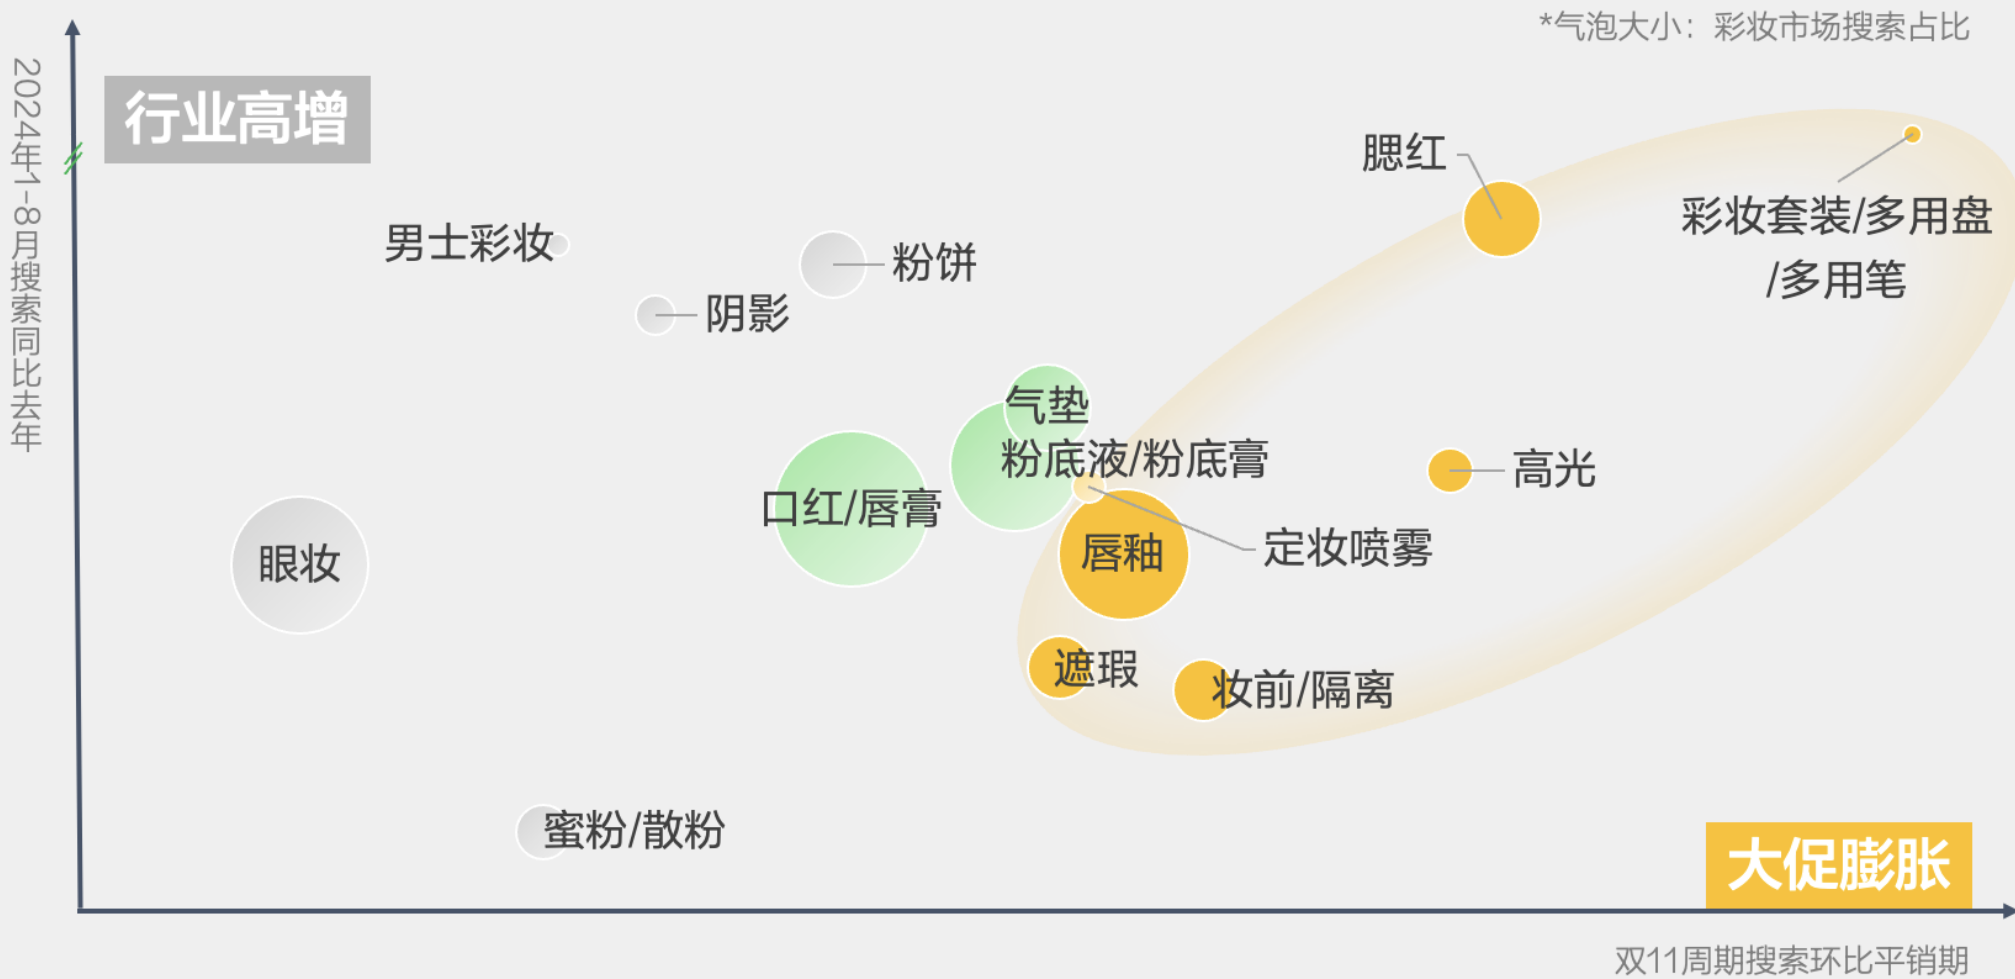 *气泡大小：彩妆市场搜索占比
2024年1-8月搜索同比去年
行业高增
腮红
彩妆套装/多用盘
/多用笔
男士彩妆
粉饼
阴影
气垫
粉底液/粉底膏
高光
口红/唇膏
定妆喷雾
唇釉
眼妆
遮瑕
妆前/隔离
蜜粉/散粉
大促膨胀
双11周期搜索环比平销期